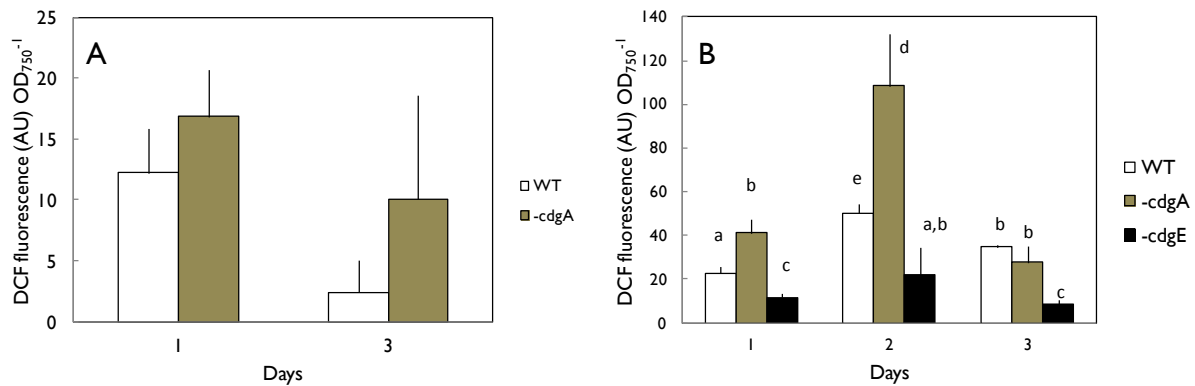 A
DCF fluorescence (AU) OD750-1
25
20
15
10
5
0
1
3
Days
WT
-cdgA
B
DCF fluorescence (AU) OD750-1
140
120
100
80
60
40
20
0
a
b
c
e
d
a,b
b
b
c
1
2
3
Days
WT
-cdgA
-cdgE